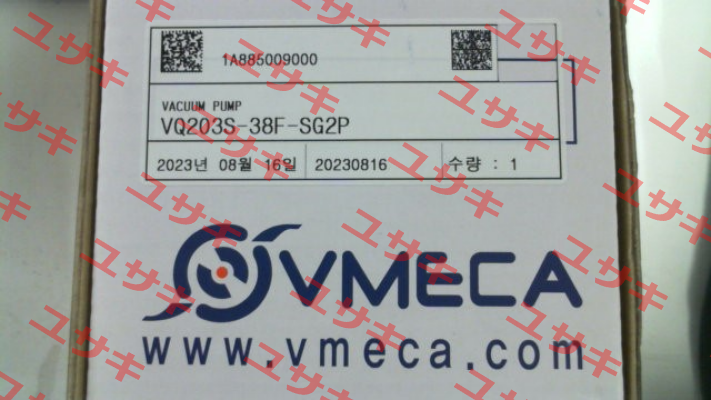 1A885009000
VACUUM PUMP
VQ203S-38F-SG2P
2023년 08월 16일 20230816 수량 : 1
VMECA
www.vmeca.com
ユサキ